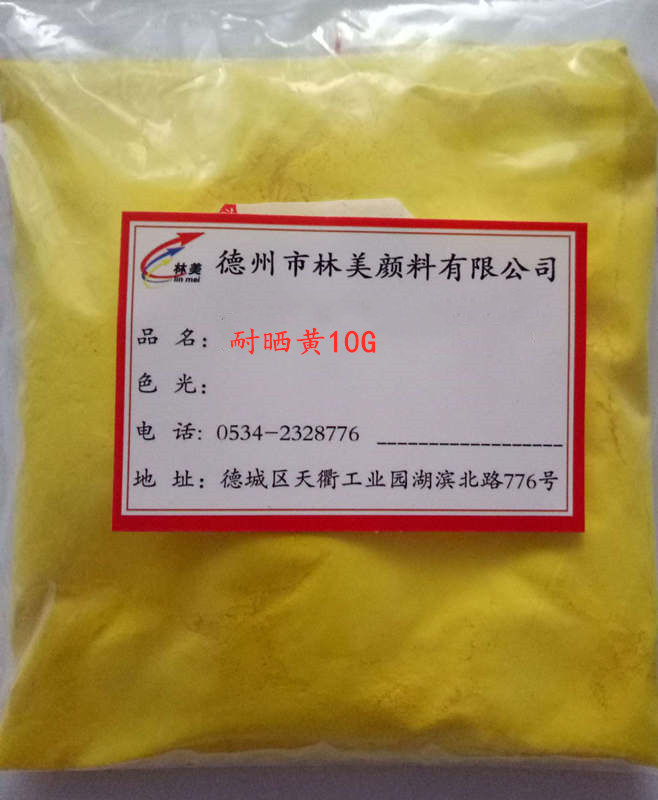 林美
lin mei
德州市林美颜料有限公司
品 名：耐晒黄10G
色 光：
电 话：0534-2328776
地 址：德城区天衢工业园湖滨北路776号